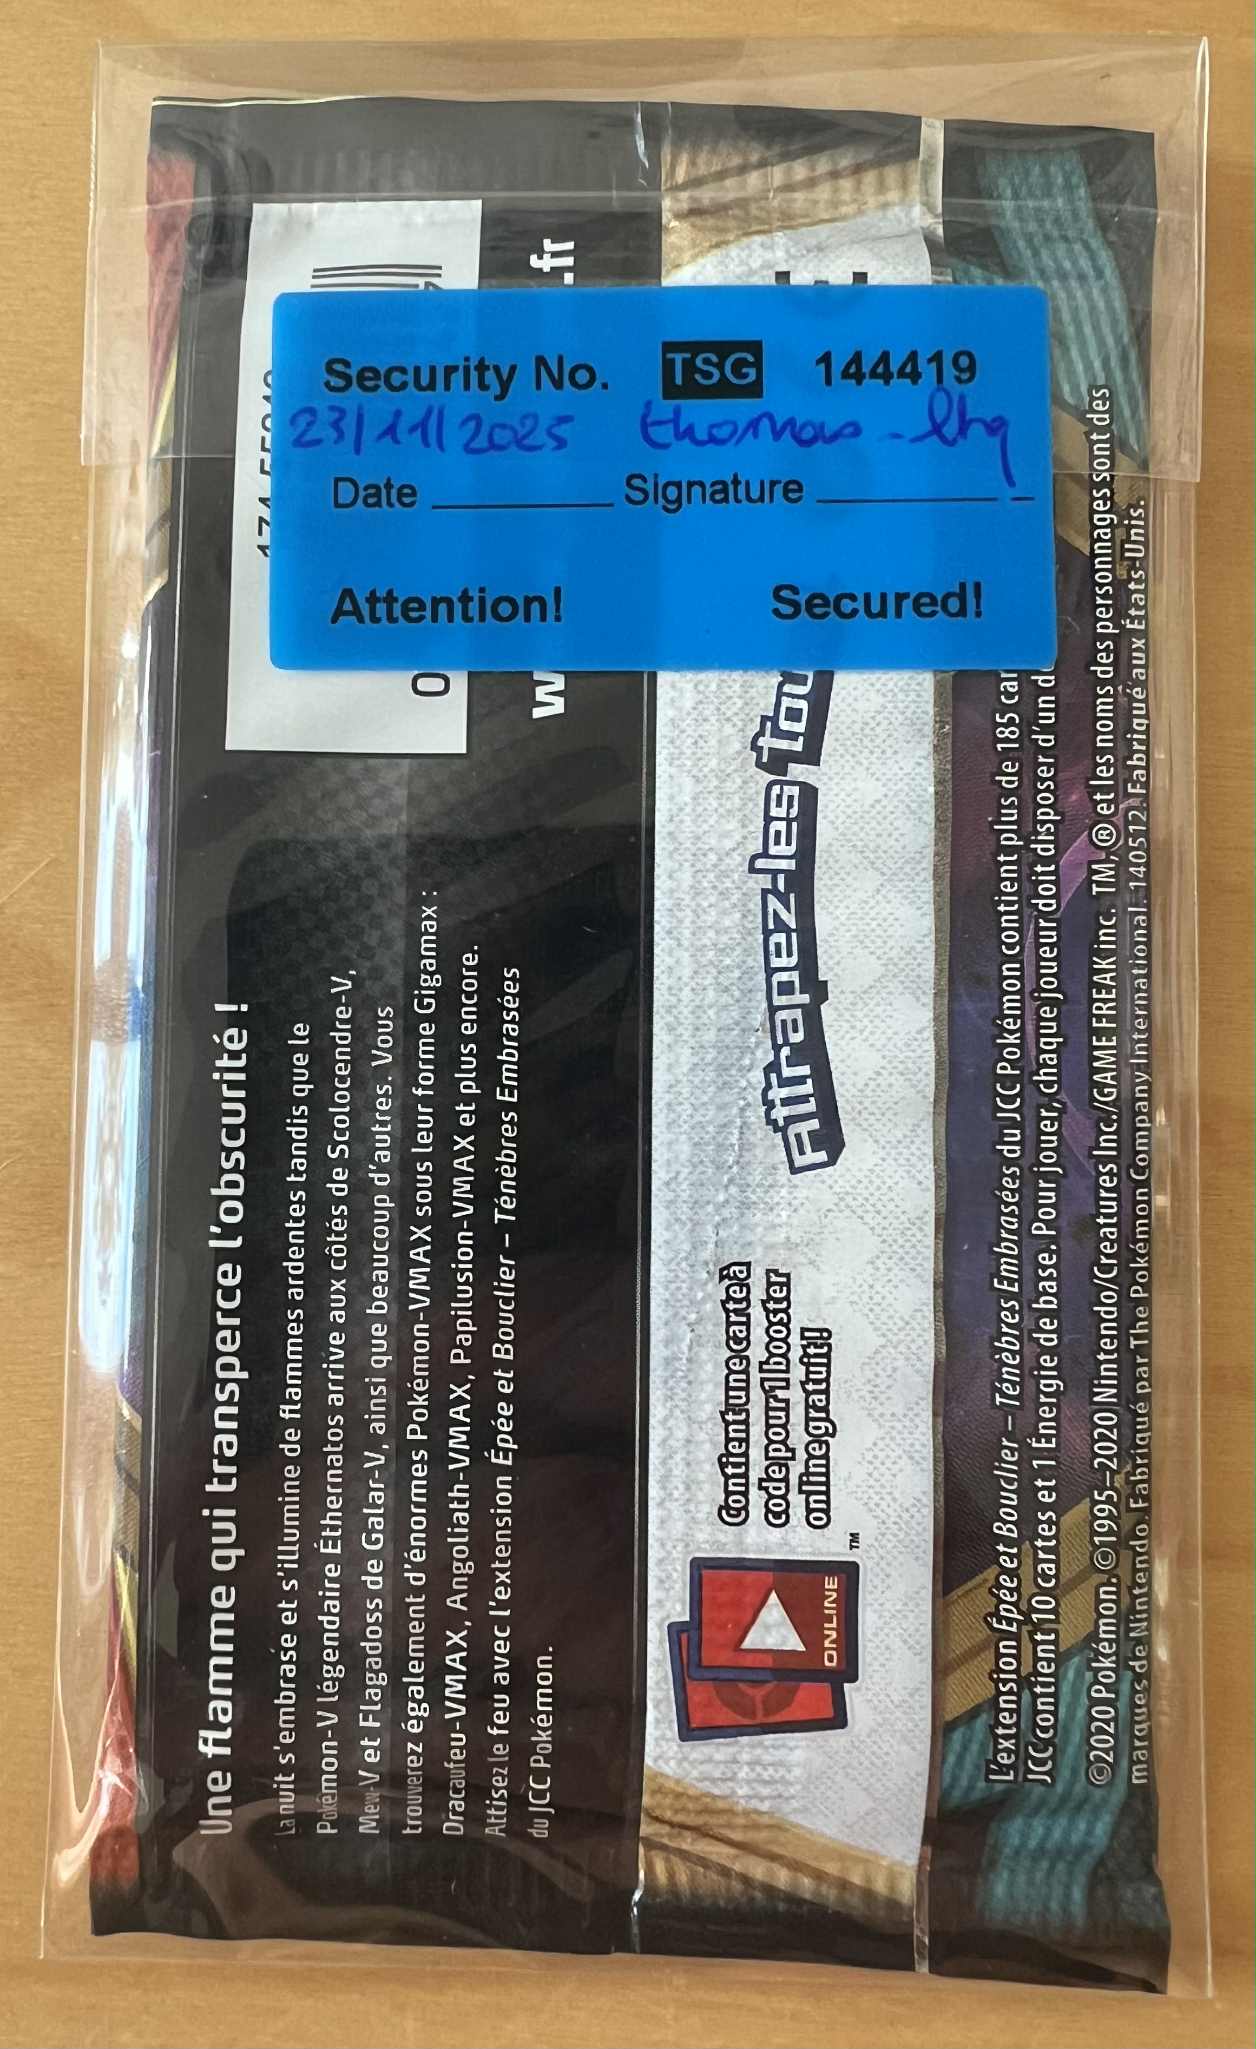 Security No. TSG 144419
23/11/2025 thomas-lhq
Date Signature
Attention! Secured!
.fr
Une flamme qui transperce l'obscurité !
La nuit s'embrase et s'illumine de flammes ardentes tandis que le
Pokémon-V légendaire Éthernatos arrive aux côtés de Scolocendre-V,
Mew-V et Flagadoss de Galar-V, ainsi que beaucoup d'autres. Vous
trouverez également d'énormes Pokémon-VMAX sous leur forme Gigamax :
Dracaufeu-VMAX, Angoliath-VMAX, Papilusion-VMAX et plus encore.
Attisez le feu avec l'extension Épée et Bouclier – Ténèbres Embrasées
du JCC Pokémon.
Attrapez-les tou
Contient une carte à
code pour 1 booster
online gratuit!
ONLINE
TM
L'extension Épée et Bouclier – Ténèbres Embrasées du JCC Pokémon contient plus de 185 car
JCC contient 10 cartes et 1 Énergie de base. Pour jouer, chaque joueur doit disposer d'un d
©2020 Pokémon. ©1995–2020 Nintendo/Creatures Inc./GAME FREAK inc. TM, ® et les noms des personnages sont des
marques de Nintendo. Fabriqué par The Pokémon Company International. 140512. Fabriqué aux États-Unis.